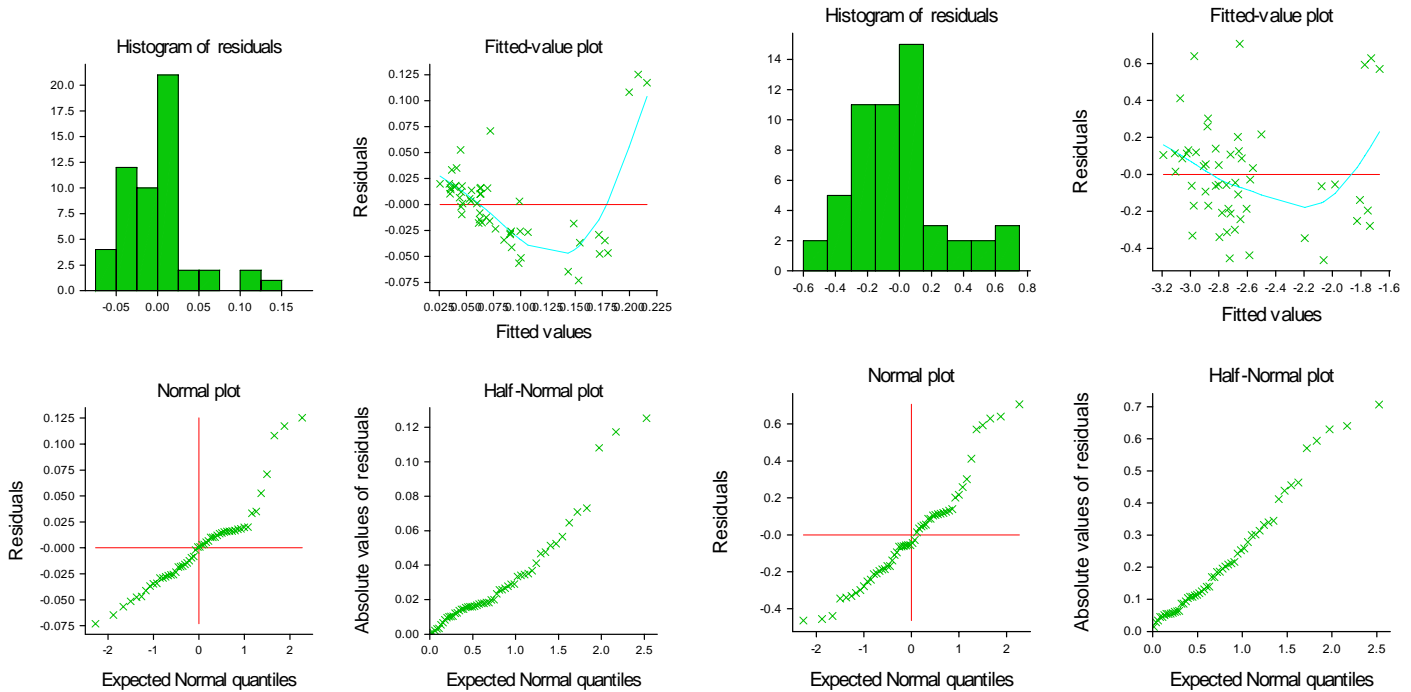 Histogram of residuals
20.0
17.5
15.0
12.5
10.0
7.5
5.0
2.5
0.0
-0.05 0.00 0.05 0.10 0.15
Fitted-value plot
Residuals
0.125
0.100
0.075
0.050
0.025
-0.000
-0.025
-0.050
-0.075
0.025 0.050 0.075 0.100 0.125 0.150 0.175 0.200 0.225
Fitted values
Histogram of residuals
14
12
10
8
6
4
2
0
-0.6 -0.4 -0.2 -0.0 0.2 0.4 0.6 0.8
Fitted-value plot
Residuals
0.6
0.4
0.2
-0.0
-0.2
-0.4
-3.2 -3.0 -2.8 -2.6 -2.4 -2.2 -2.0 -1.8 -1.6
Fitted values
Normal plot
Residuals
0.125
0.100
0.075
0.050
0.025
-0.000
-0.025
-0.050
-0.075
-2 -1 0 1 2
Expected Normal quantiles
Half-Normal plot
Absolute values of residuals
0.12
0.10
0.08
0.06
0.04
0.02
0.00
0.0 0.5 1.0 1.5 2.0 2.5
Expected Normal quantiles
Normal plot
Residuals
0.6
0.4
0.2
-0.0
-0.2
-0.4
-2 -1 0 1 2
Expected Normal quantiles
Half-Normal plot
Absolute values of residuals
0.7
0.6
0.5
0.4
0.3
0.2
0.1
0.0
0.0 0.5 1.0 1.5 2.0 2.5
Expected Normal quantiles